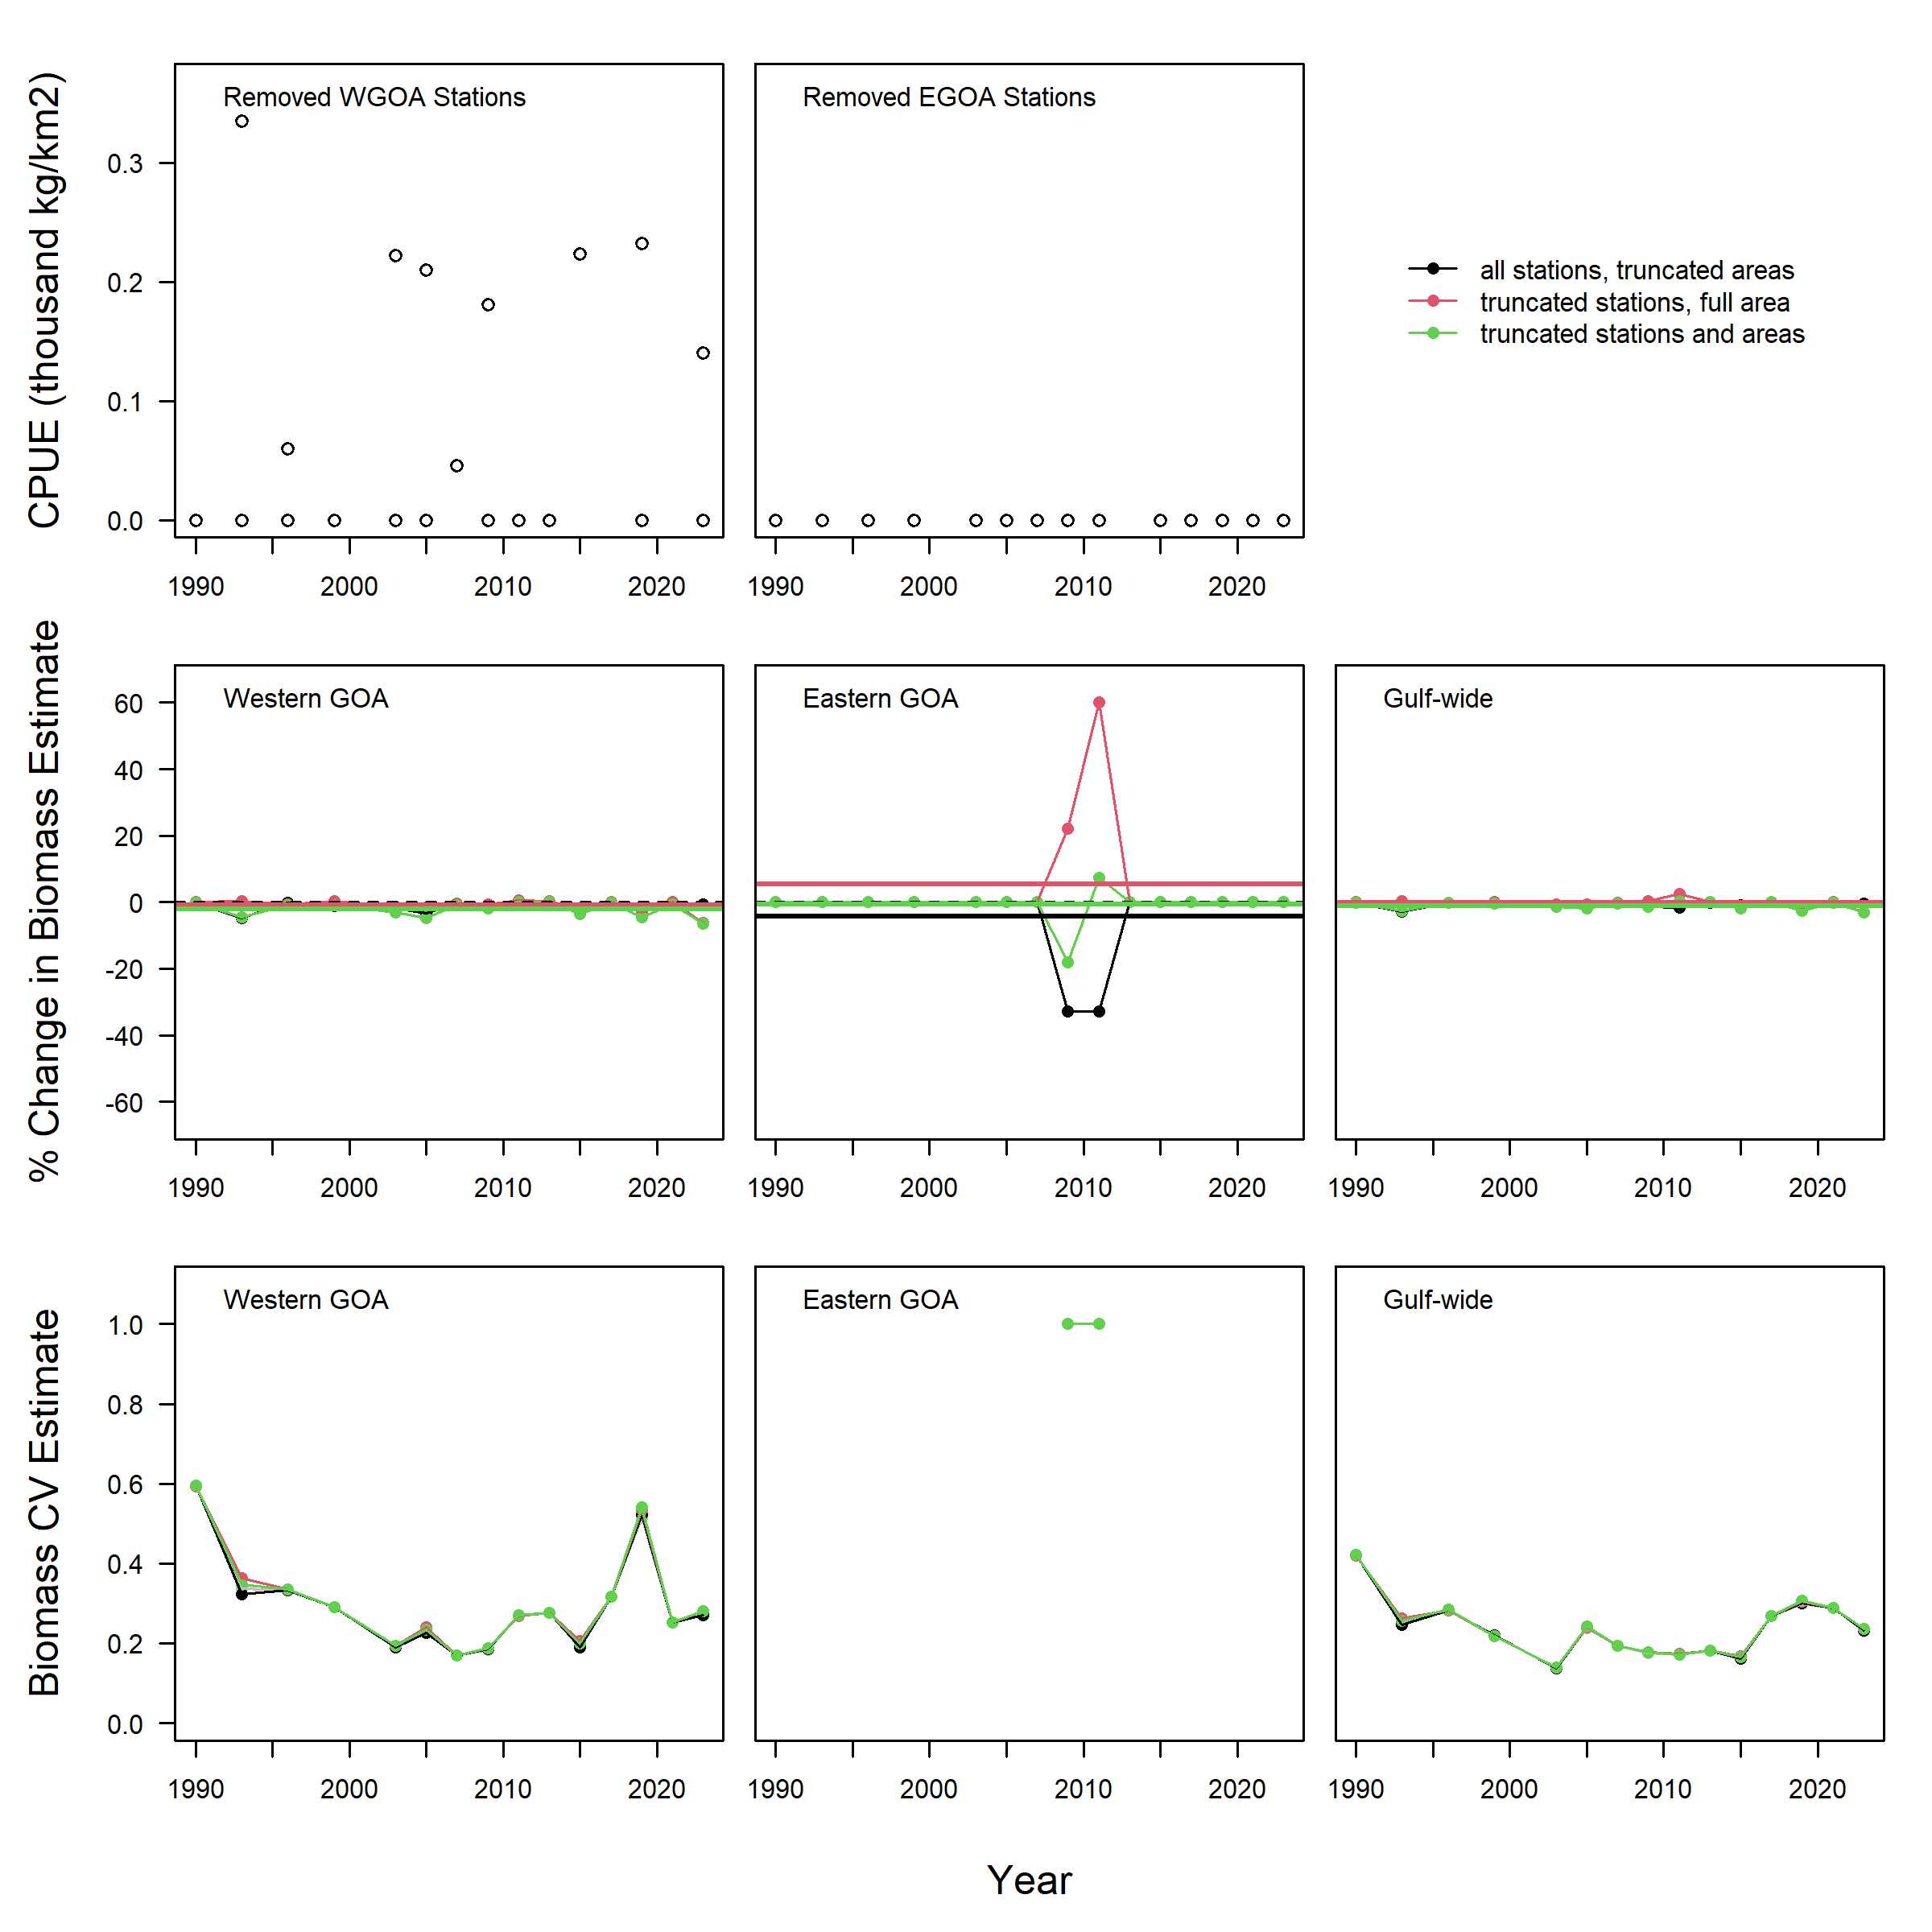 CPUE (thousand kg/km2)
Removed WGOA Stations
Removed EGOA Stations
0.3
0.2
0.1
0.0
1990 2000 2010 2020
1990 2000 2010 2020
all stations, truncated areas
truncated stations, full area
truncated stations and areas
% Change in Biomass Estimate
Western GOA
Eastern GOA
Gulf-wide
60
40
20
0
-20
-40
-60
1990 2000 2010 2020
1990 2000 2010 2020
1990 2000 2010 2020
Biomass CV Estimate
Western GOA
Eastern GOA
Gulf-wide
1.0
0.8
0.6
0.4
0.2
0.0
1990 2000 2010 2020
1990 2000 2010 2020
1990 2000 2010 2020
Year